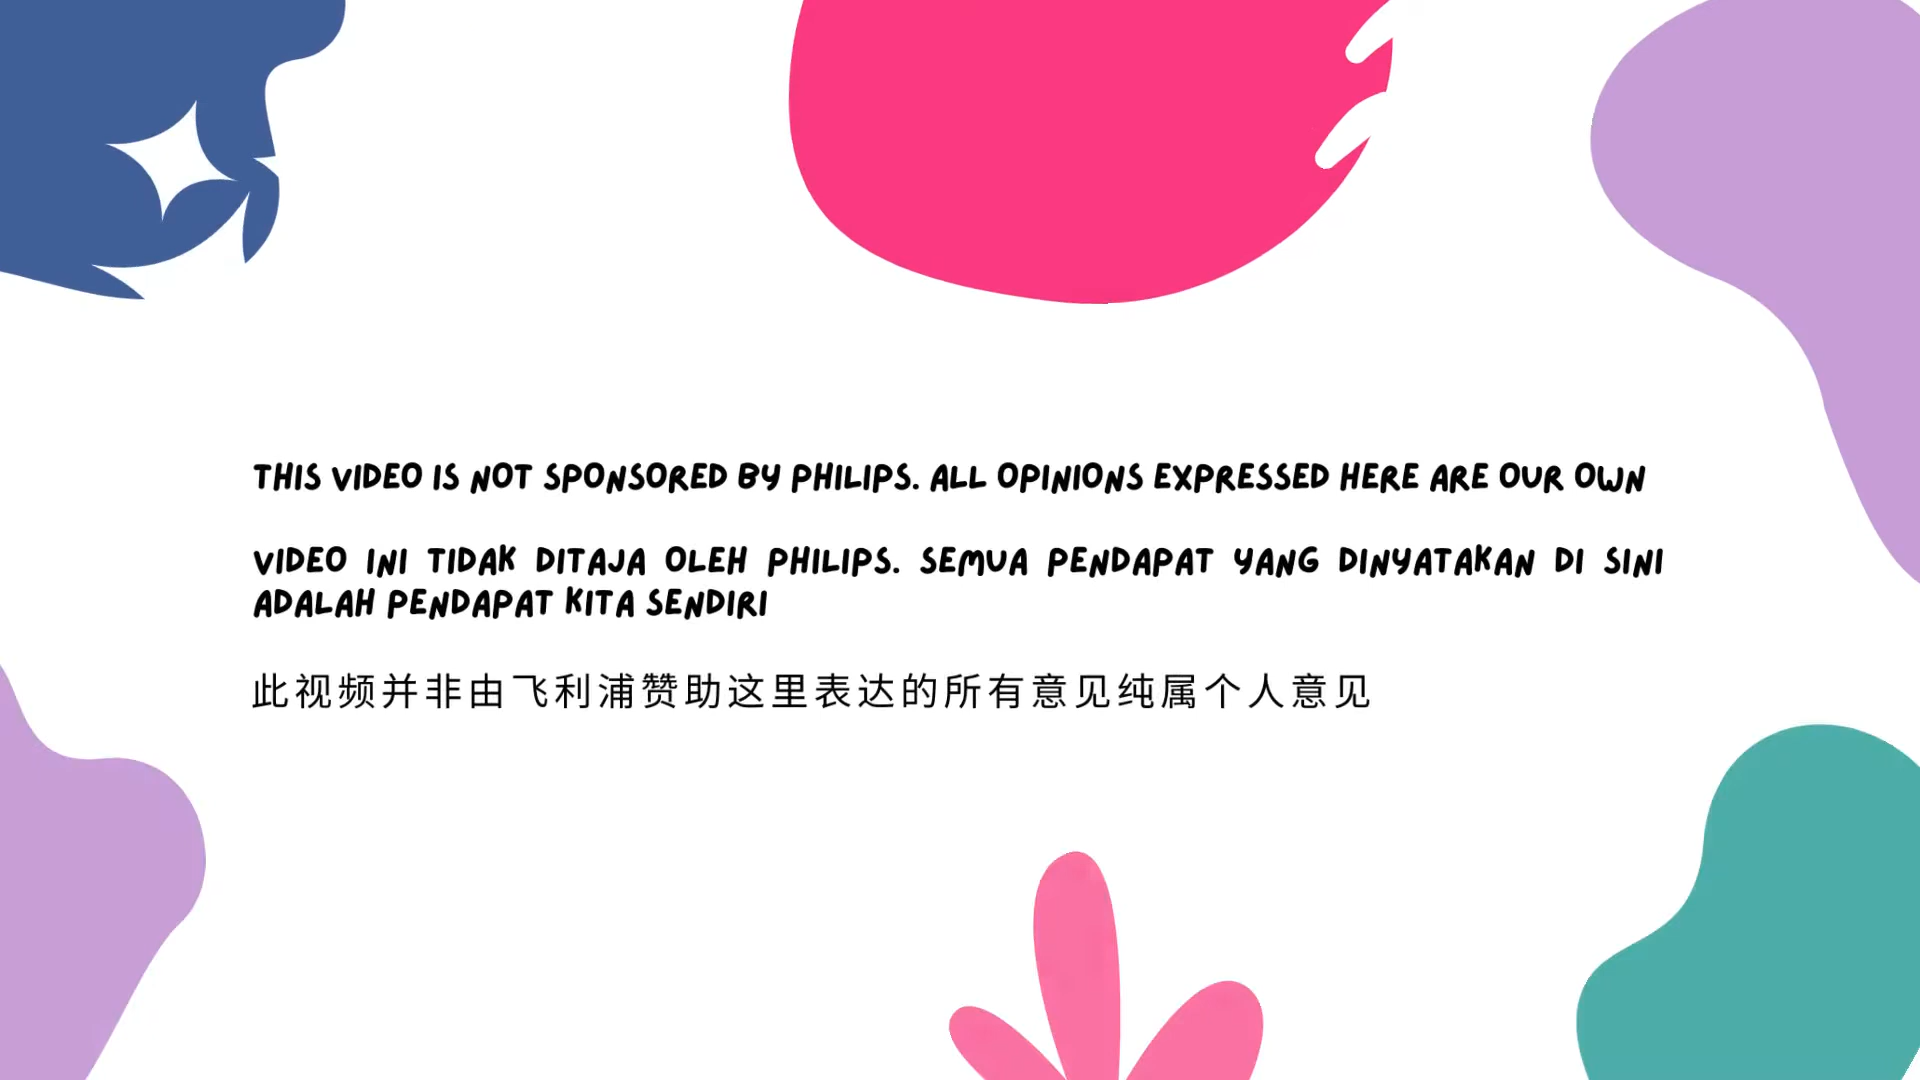 THIS VIDEO IS NOT SPONSORED BY PHILIPS. ALL OPINIONS EXPRESSED HERE ARE OUR OWN
VIDEO INI TIDAK DITAJA OLEH PHILIPS. SEMUA PENDAPAT YANG DINYATAKAN DI SINI
ADALAH PENDAPAT KITA SENDIRI
此视频并非由飞利浦赞助这里表达的所有意见纯属个人意见